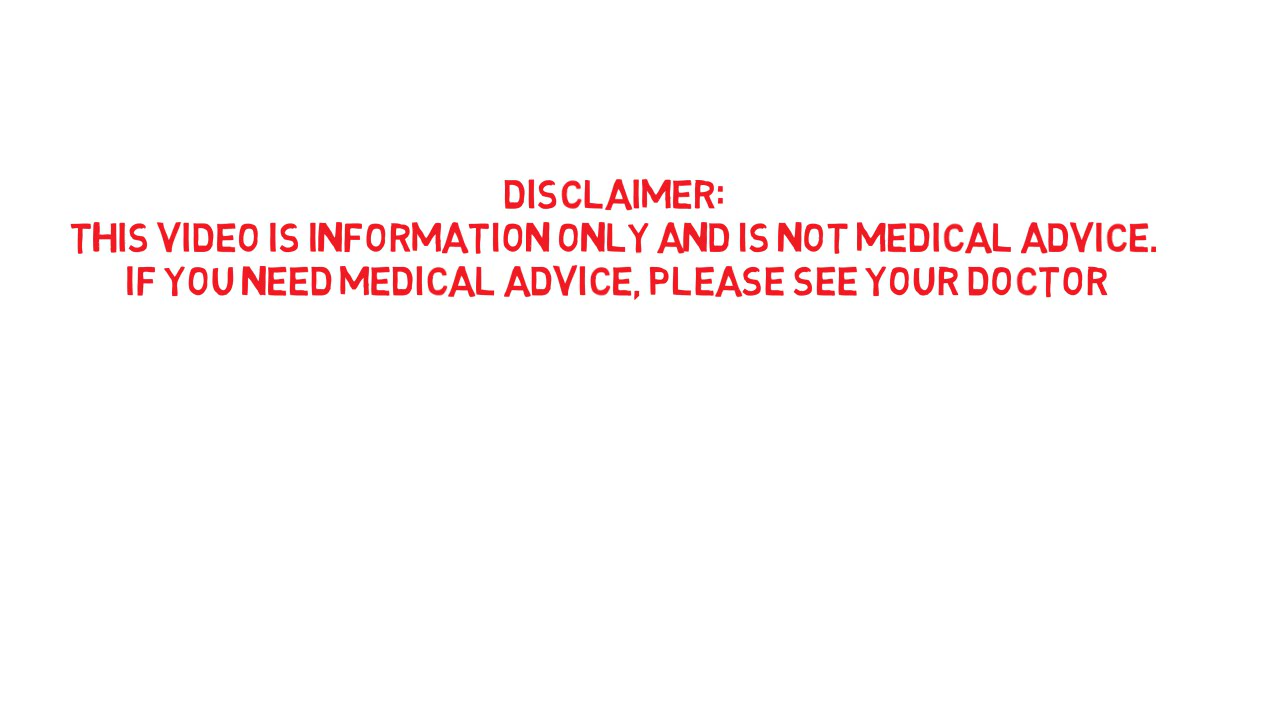 DISCLAIMER:
THIS VIDEO IS INFORMATION ONLY AND IS NOT MEDICAL ADVICE.
IF YOU NEED MEDICAL ADVICE, PLEASE SEE YOUR DOCTOR